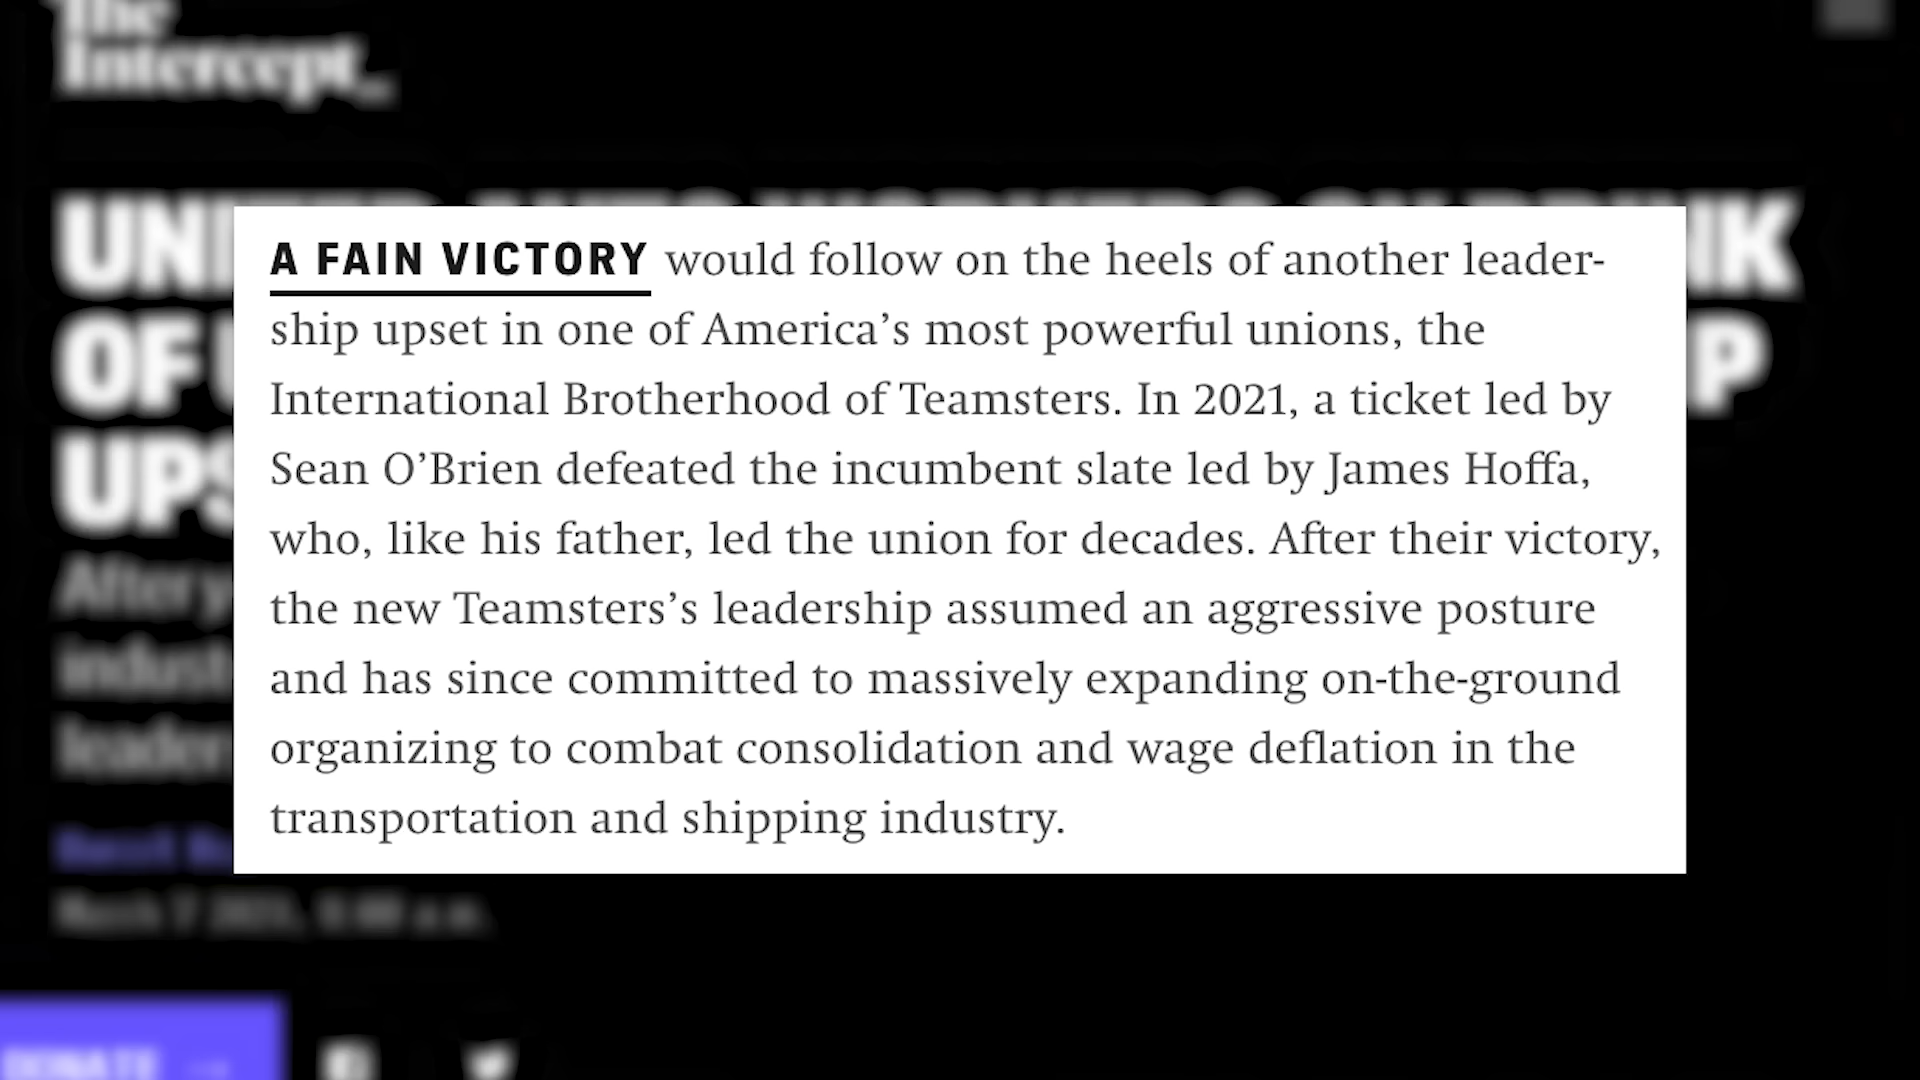 The
Intercept_
A FAIN VICTORY would follow on the heels of another leader-
ship upset in one of America’s most powerful unions, the
International Brotherhood of Teamsters. In 2021, a ticket led by
Sean O’Brien defeated the incumbent slate led by James Hoffa,
who, like his father, led the union for decades. After their victory,
the new Teamsters’s leadership assumed an aggressive posture
and has since committed to massively expanding on-the-ground
organizing to combat consolidation and wage deflation in the
transportation and shipping industry.
DONATE →